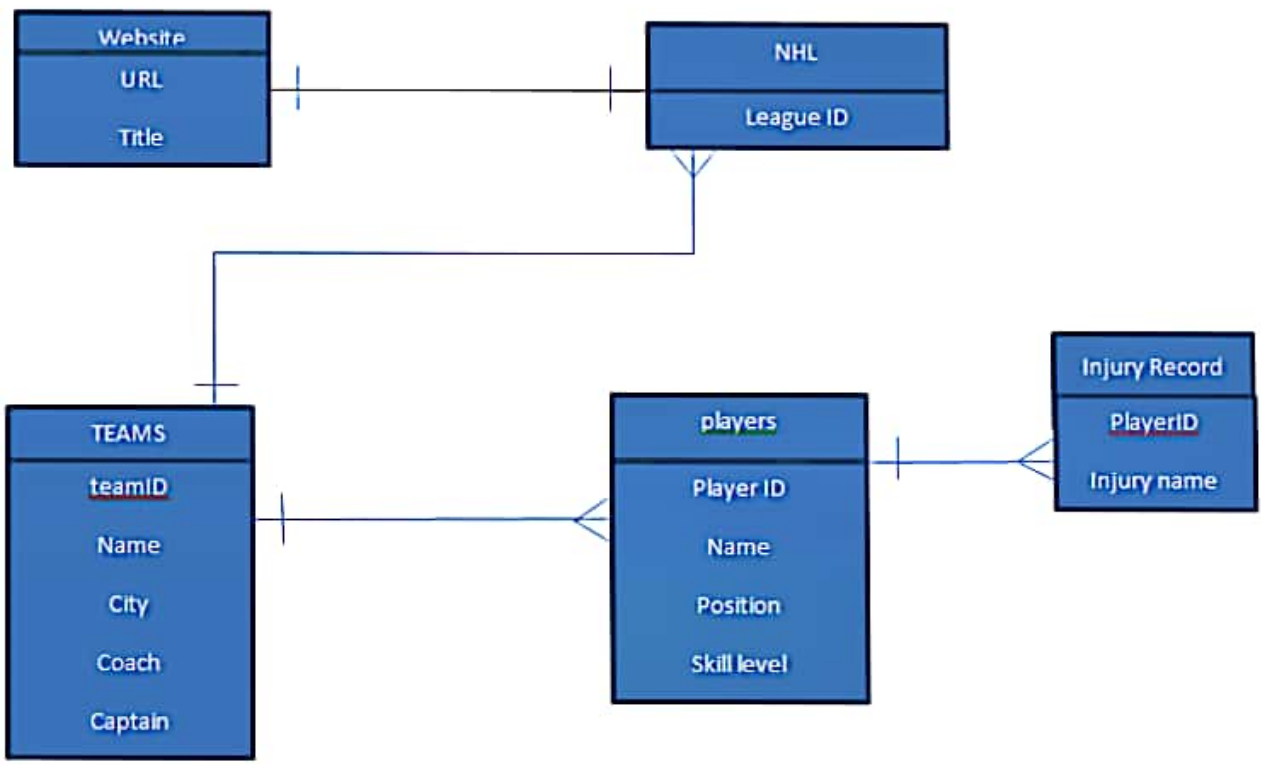 Website
URL
Title
NHL
League ID
TEAMS
teamID
Name
City
Coach
Captain
players
Player ID
Name
Position
Skill level
Injury Record
PlayerID
Injury name